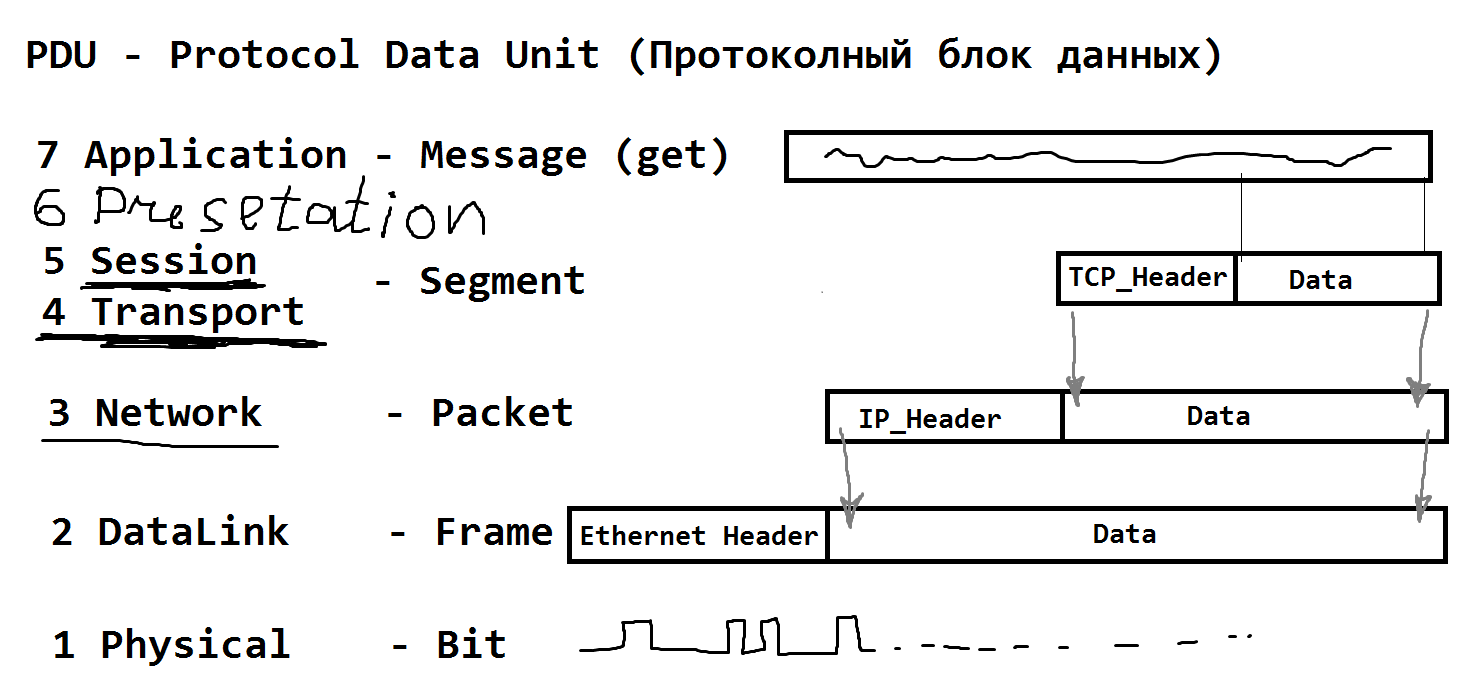 PDU - Protocol Data Unit (Протоколный блок данных)
7 Application - Message (get)
6 Presetation
5 Session
- Segment
TCP_Header Data
4 Transport
3 Network - Packet
IP_Header Data
2 DataLink - Frame
Ethernet Header Data
1 Physical - Bit